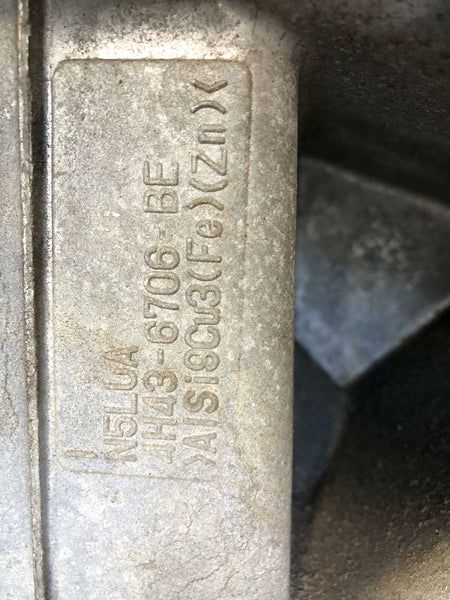 N5LUA
4H43-6706-BE
>AlSi9Cu3(Fe)(Zn)<